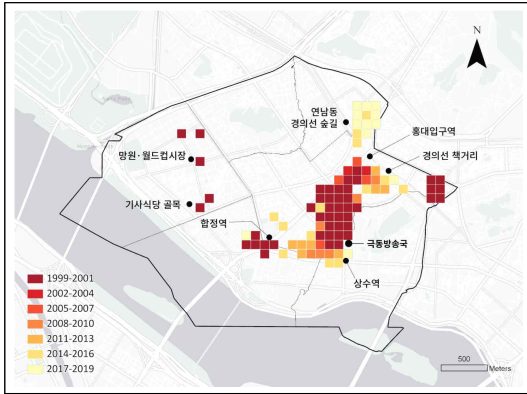 N
연남동
경의선 숲길
홍대입구역
망원·월드컵시장
경의선 책거리
기사식당 골목
합정역
극동방송국
상수역
1999-2001
2002-2004
2005-2007
2008-2010
2011-2013
2014-2016
2017-2019
500
Meters